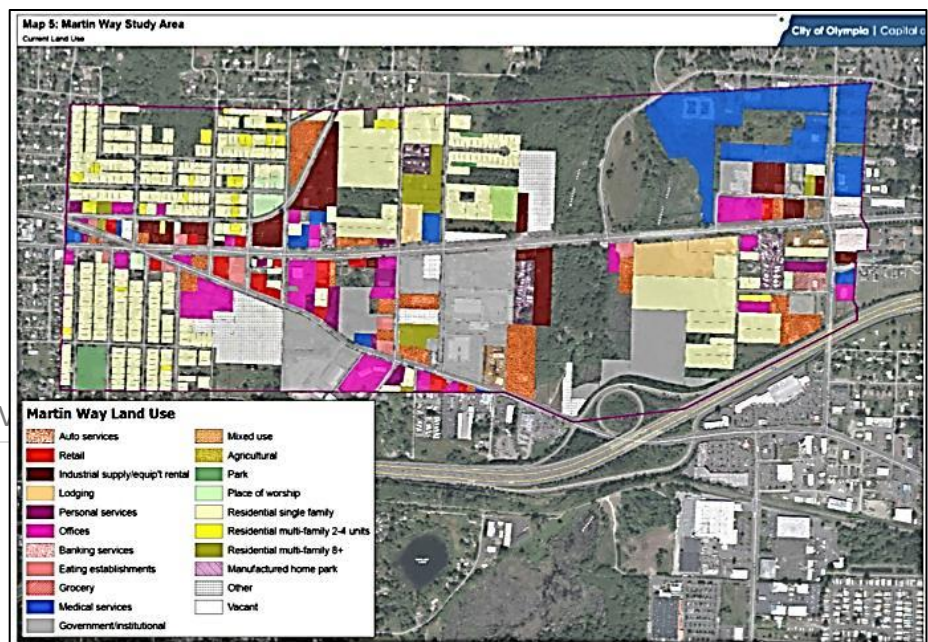 Map 5: Martin Way Study Area
Current Land Use
City of Olympia | Capital
Martin Way Land Use
Auto services
Retail
Industrial supply/equip't rental
Lodging
Personal services
Offices
Banking services
Eating establishments
Grocery
Medical services
Government/institutional
Mixed use
Agricultural
Park
Place of worship
Residential single family
Residential multi-family 2-4 units
Residential multi-family 8+
Manufactured home park
Other
Vacant